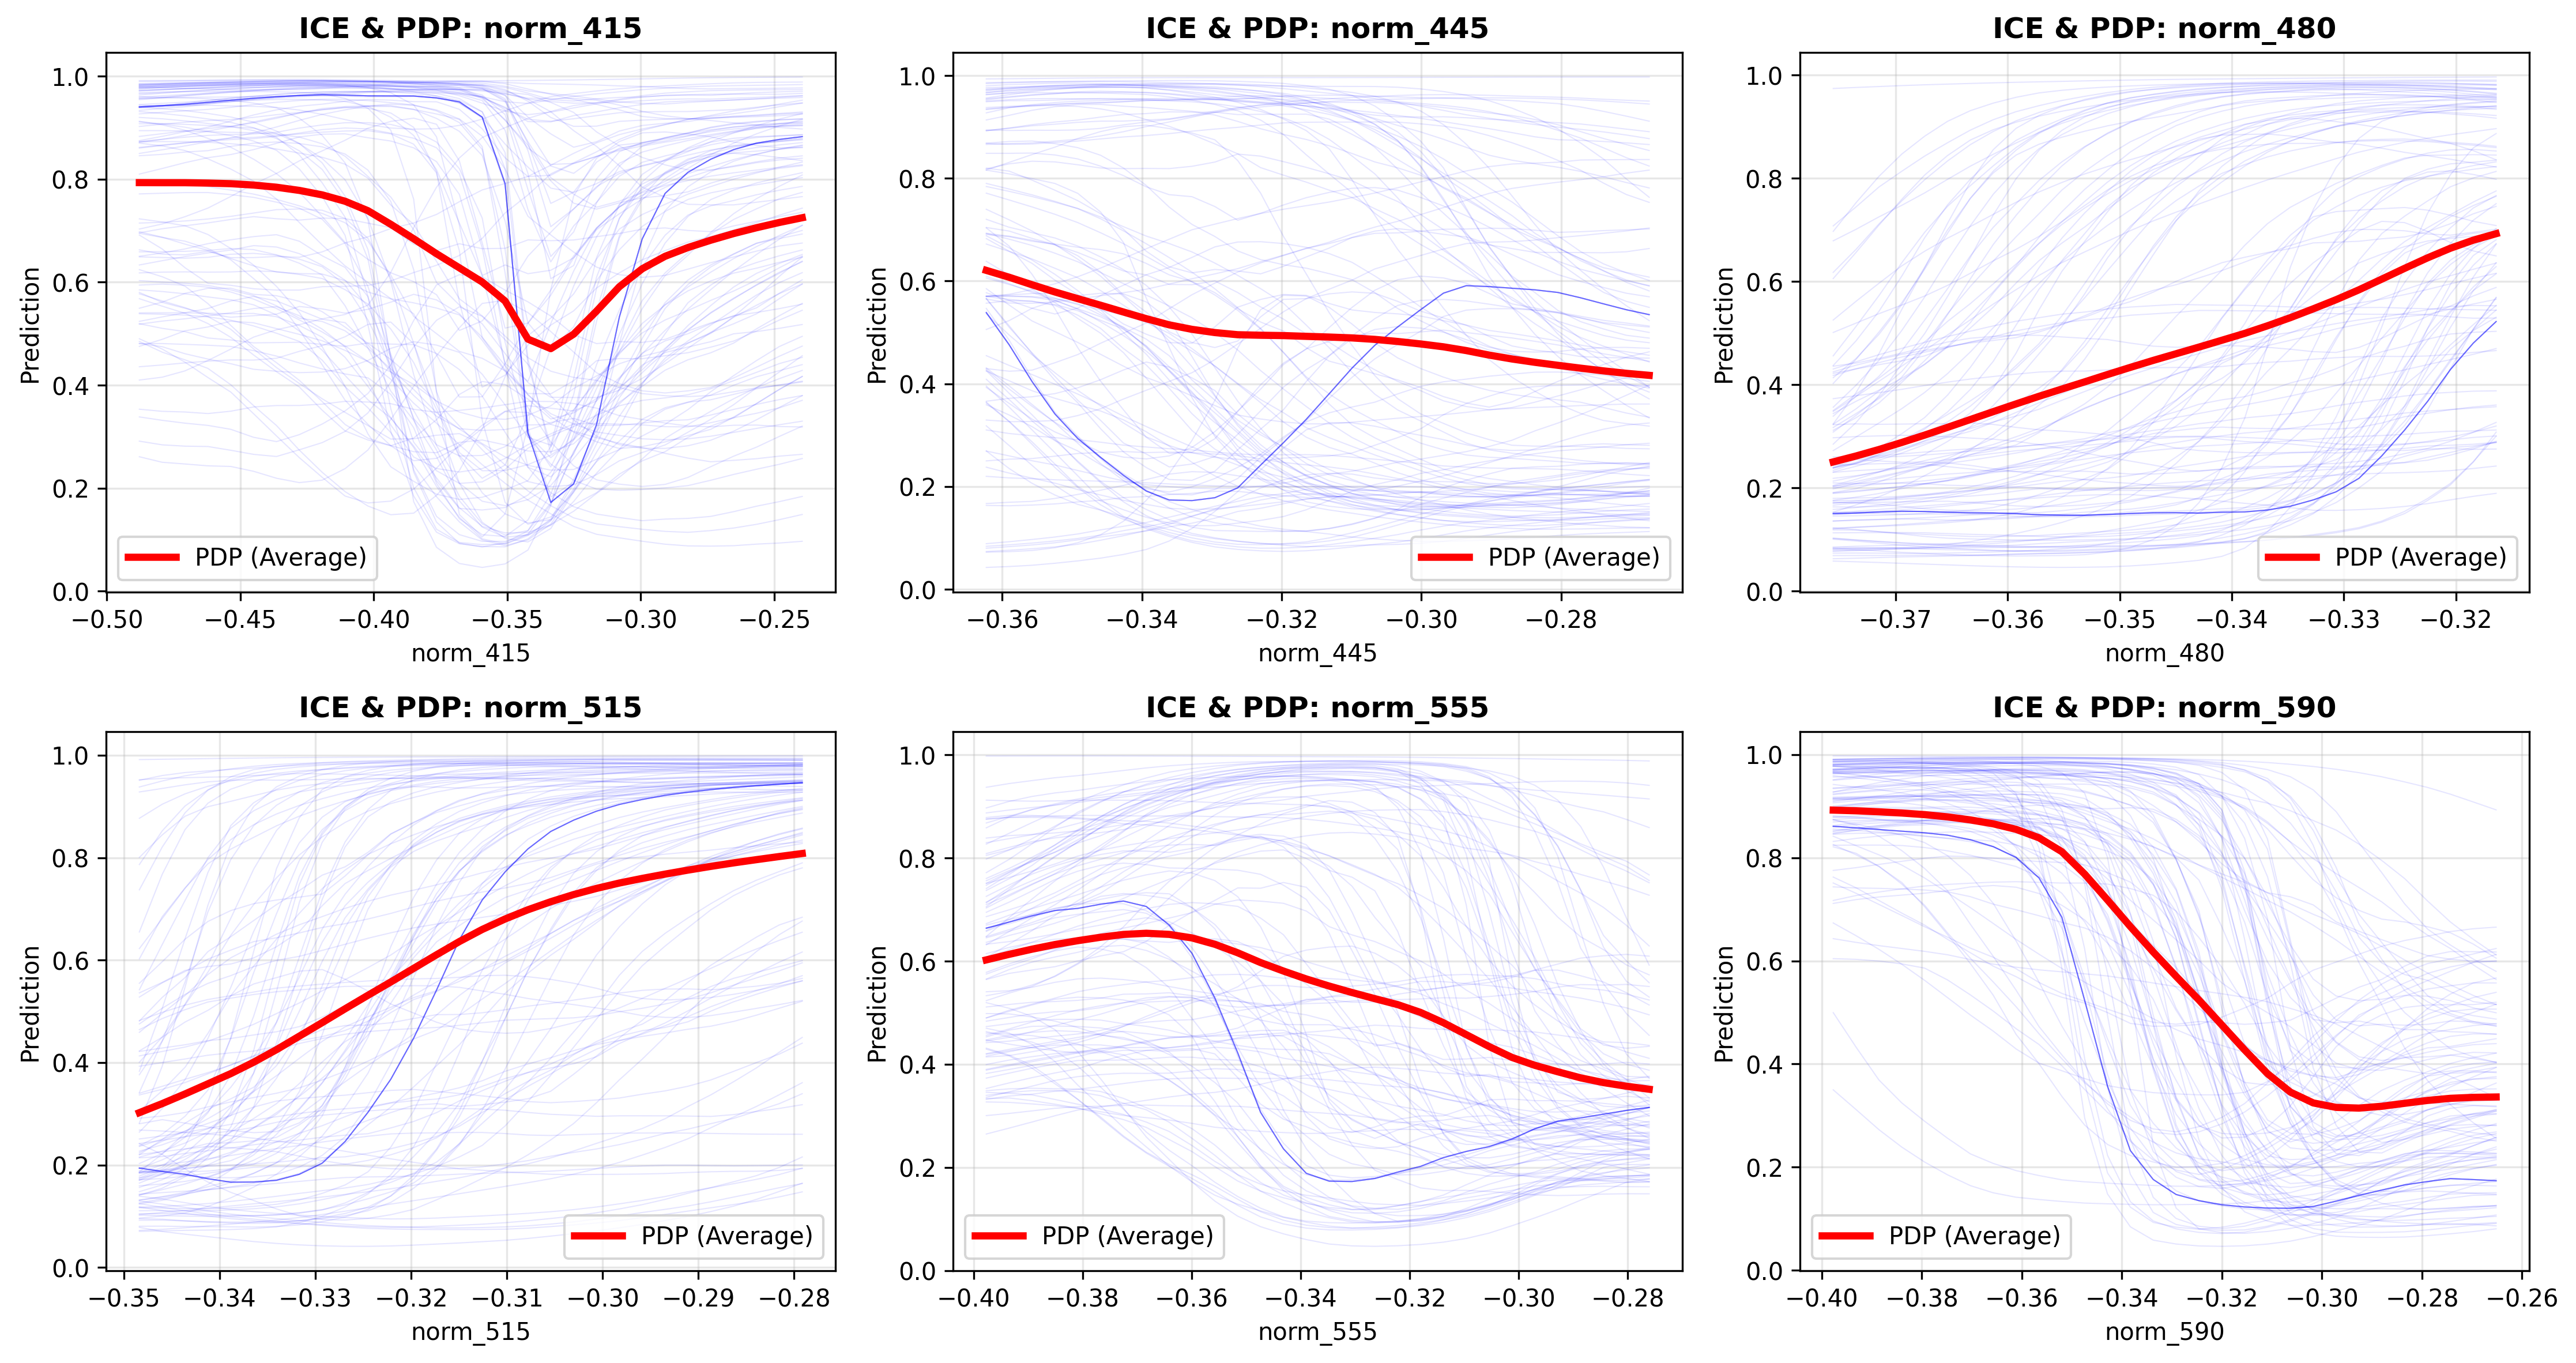 ICE & PDP: norm_415
1.0
0.8
0.6
0.4
0.2
0.0
Prediction
PDP (Average)
−0.50 −0.45 −0.40 −0.35 −0.30 −0.25
norm_415
ICE & PDP: norm_445
1.0
0.8
0.6
0.4
0.2
0.0
Prediction
PDP (Average)
−0.36 −0.34 −0.32 −0.30 −0.28
norm_445
ICE & PDP: norm_480
1.0
0.8
0.6
0.4
0.2
0.0
Prediction
PDP (Average)
−0.37 −0.36 −0.35 −0.34 −0.33 −0.32
norm_480
ICE & PDP: norm_515
1.0
0.8
0.6
0.4
0.2
0.0
Prediction
PDP (Average)
−0.35 −0.34 −0.33 −0.32 −0.31 −0.30 −0.29 −0.28
norm_515
ICE & PDP: norm_555
1.0
0.8
0.6
0.4
0.2
0.0
Prediction
PDP (Average)
−0.40 −0.38 −0.36 −0.34 −0.32 −0.30 −0.28
norm_555
ICE & PDP: norm_590
1.0
0.8
0.6
0.4
0.2
0.0
Prediction
PDP (Average)
−0.40 −0.38 −0.36 −0.34 −0.32 −0.30 −0.28 −0.26
norm_590